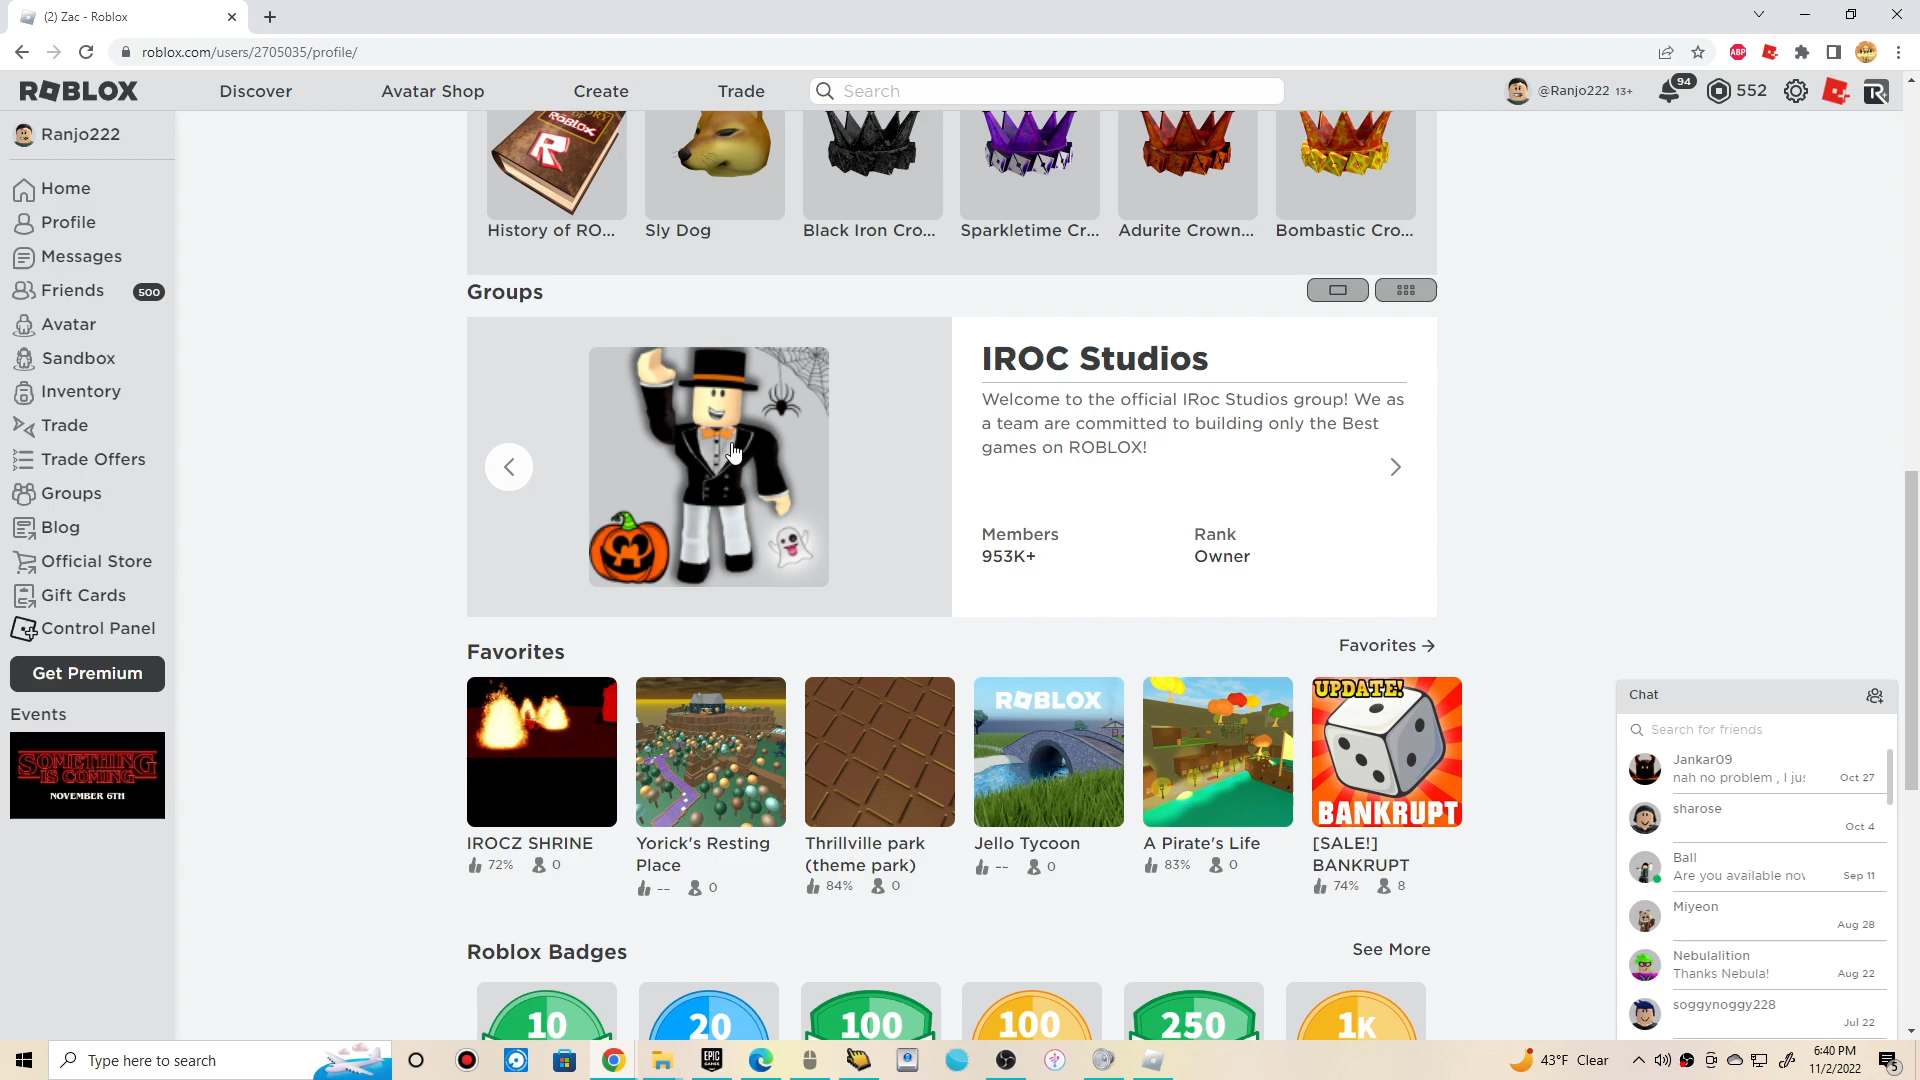 (2) Zac - Roblox
roblox.com/users/2705035/profile/
ABP
ROBLOX
Discover
Avatar Shop
Create
Trade
Search
@Ranjo222 13+
94
552
Ranjo222
Home
Profile
Messages
Friends
500
Avatar
Sandbox
Inventory
Trade
Trade Offers
Groups
Blog
Official Store
Gift Cards
Control Panel
Get Premium
Events
SOMETHING
IS COMING
NOVEMBER 6TH
ROBLOX
R
History of RO...
Sly Dog
Black Iron Cro...
Sparkletime Cr...
Adurite Crown...
Bombastic Cro...
Groups
IROC Studios
Welcome to the official IRoc Studios group! We as
a team are committed to building only the Best
games on ROBLOX!
Members
953K+
Rank
Owner
Favorites
Favorites
ROBLOX
UPDATE!
BANKRUPT
IROCZ SHRINE
72%
0
Yorick's Resting
Place
--
0
Thrillville park
(theme park)
84%
0
Jello Tycoon
--
0
A Pirate's Life
83%
0
[SALE!]
BANKRUPT
74%
8
Roblox Badges
See More
10
20
100
100
250
1K
Chat
Search for friends
Jankar09
nah no problem , I jus
Oct 27
sharose
Oct 4
Ball
Are you available nov
Sep 11
Miyeon
Aug 28
Nebulalition
Thanks Nebula!
Aug 22
soggynoggy228
Jul 22
Type here to search
EPIC
GAMES
43°F Clear
6:40 PM
11/2/2022
5